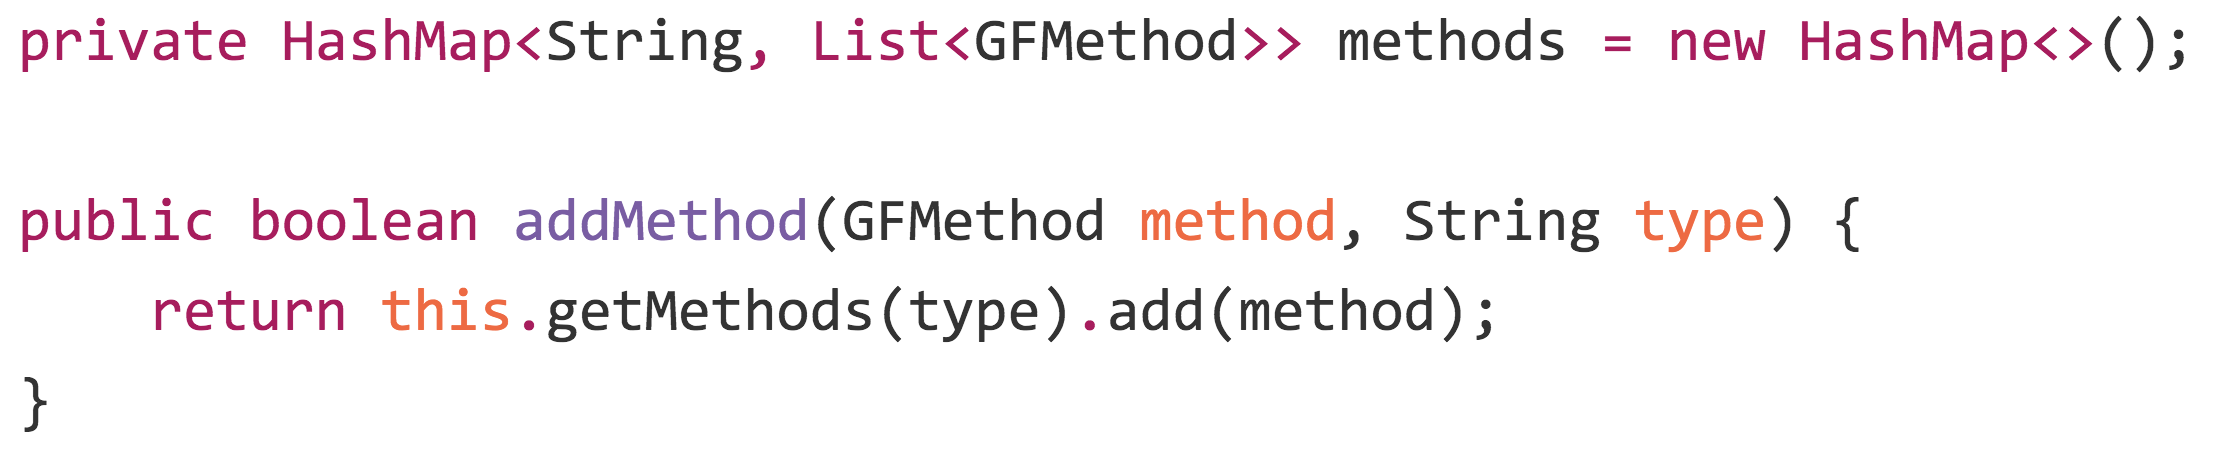 private HashMap<String, List<GFMethod>> methods = new HashMap<>();
public boolean addMethod(GFMethod method, String type) {
    return this.getMethods(type).add(method);
}